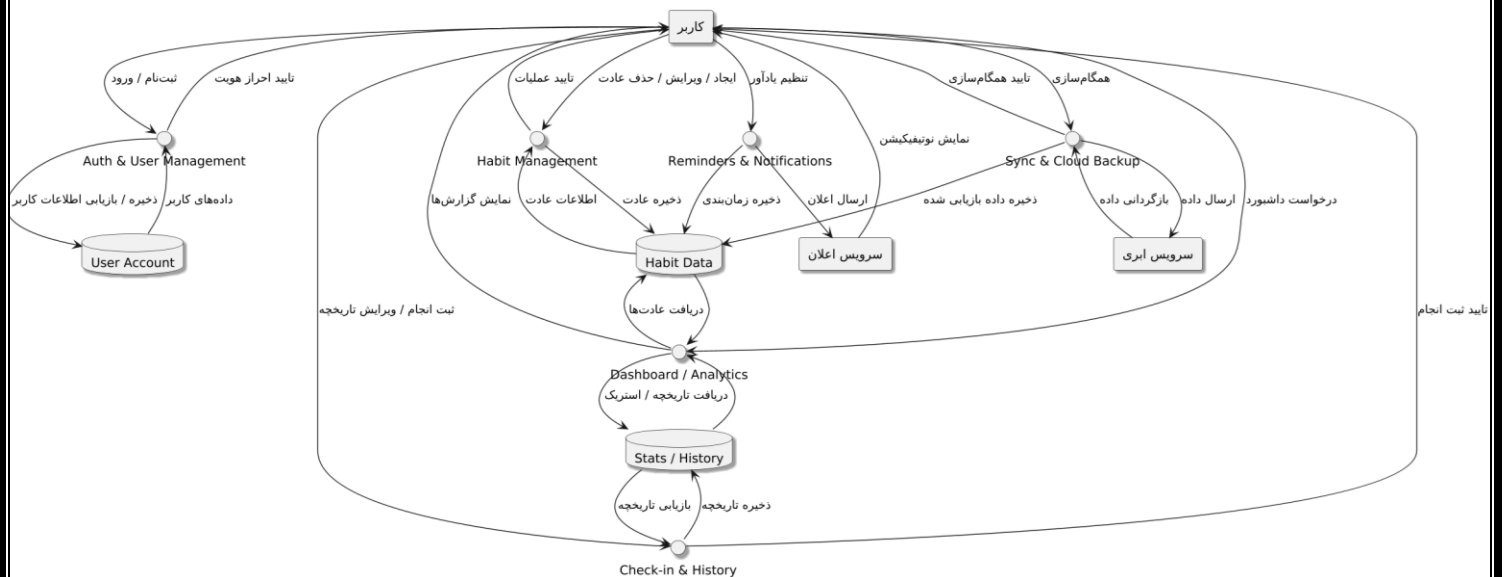 کاربر
ثبت‌نام / ورود
تایید احراز هویت
تایید عملیات
ایجاد / ویرایش / حذف عادت
تنظیم یادآور
تایید همگام‌سازی
همگام‌سازی
نمایش نوتیفیکیشن
Auth & User Management
Habit Management
Reminders & Notifications
Sync & Cloud Backup
ذخیره / بازیابی اطلاعات کاربر
داده‌های کاربر
نمایش گزارش‌ها
اطلاعات عادت
ذخیره عادت
ذخیره زمان‌بندی
ارسال اعلان
ذخیره داده بازیابی شده
بازگردانی داده
ارسال داده
درخواست داشبورد
User Account
Habit Data
سرویس اعلان
سرویس ابری
ثبت انجام / ویرایش تاریخچه
دریافت عادت‌ها
تایید ثبت انجام
Dashboard / Analytics
دریافت تاریخچه / استریک
Stats / History
بازیابی تاریخچه
ذخیره تاریخچه
Check-in & History